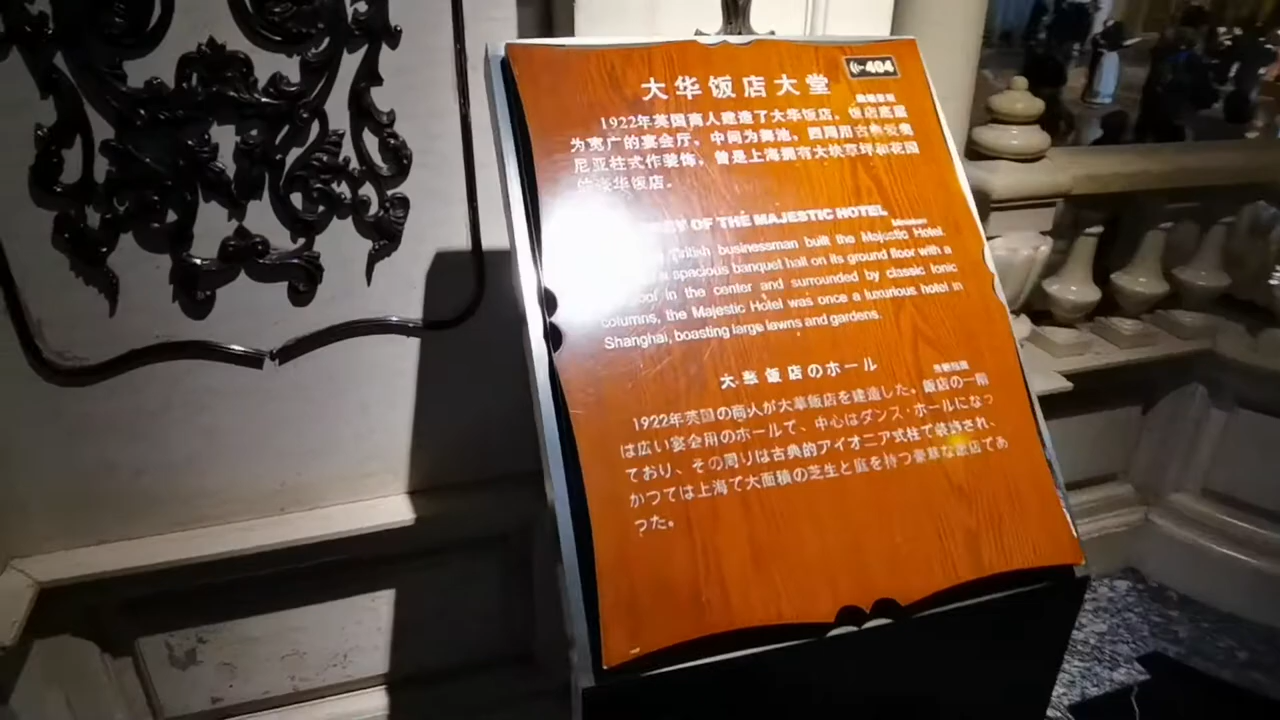 404
大华饭店大堂
1922年英国商人建造了大华饭店。饭店底层
为宽广的宴会厅。中间为舞池。四周用古典爱奥
尼亚柱式作装饰。曾是上海拥有大块草坪和花园
的豪华饭店。
OF THE MAJESTIC HOTEL
British businessman built the Majestic Hotel.
a spacious banquet hall on its ground floor with a
in the center and surrounded by classic Ionic
columns, the Majestic Hotel was once a luxurious hotel in
Shanghai, boasting large lawns and gardens.
大華飯店のホール
1922年英国の商人が大華飯店を建造した。飯店の一階
は広い宴会用のホールで、中心はダンス・ホールになっ
ており、その周りは古典的アイオニア式柱で装飾され、
かつては上海で大面積の芝生と庭を持つ豪華な飯店であ
った。